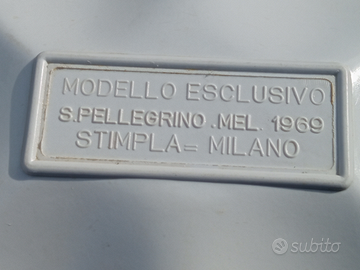 MODELLO ESCLUSIVO
S.PELLEGRINO .MEL. 1969
STIMPLA= MILANO
subito